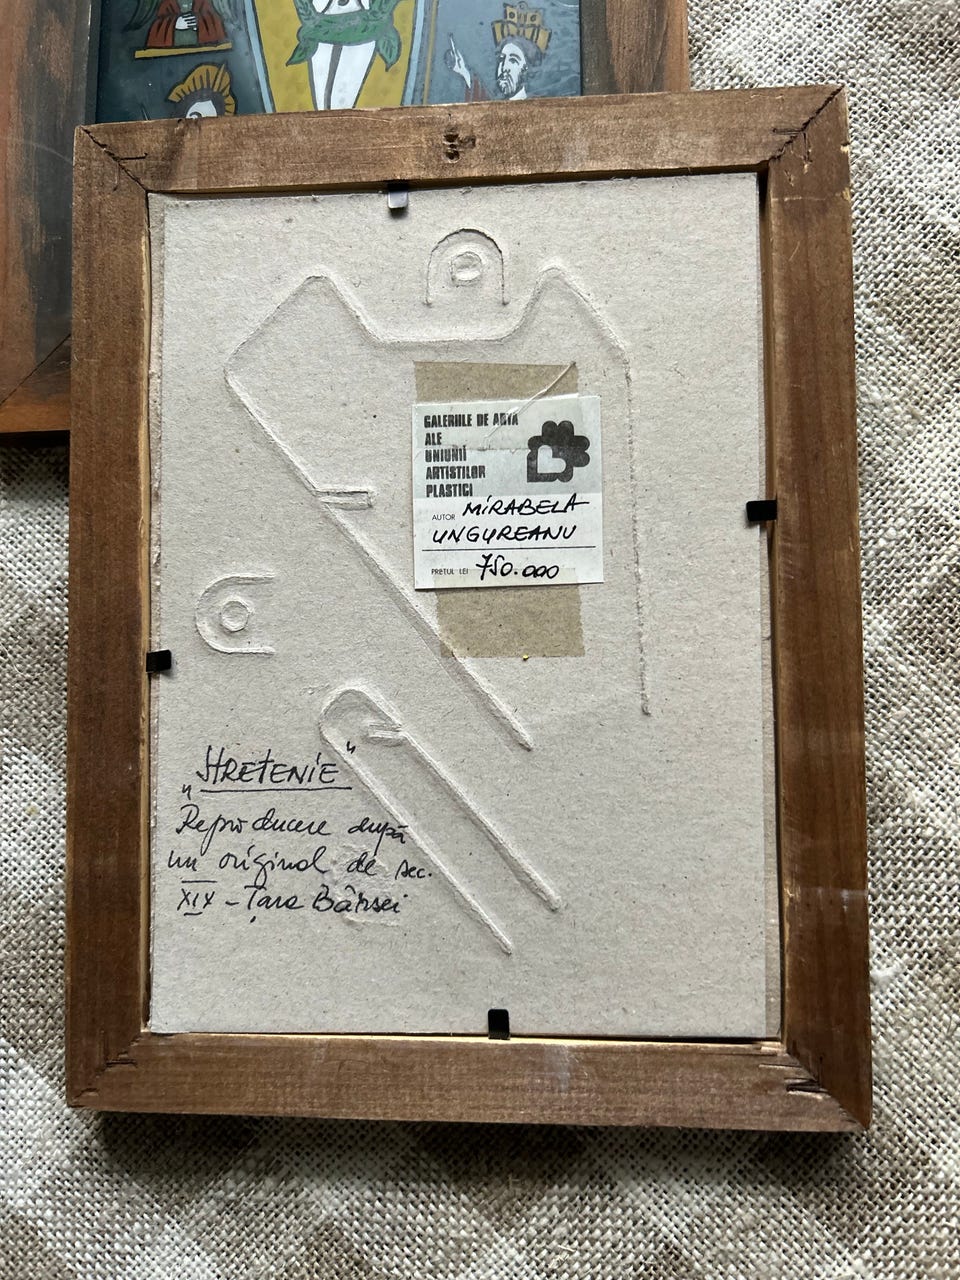 GALERIILE DE ARTA
ALE
UNIUNII
ARTISTILOR
PLASTICI
AUTOR MIRABELA
UNGUREANU
PREȚUL LEI 750.000
„STRETENIE”
Reproducere după
un original de sec.
XIX – Țara Bârsei